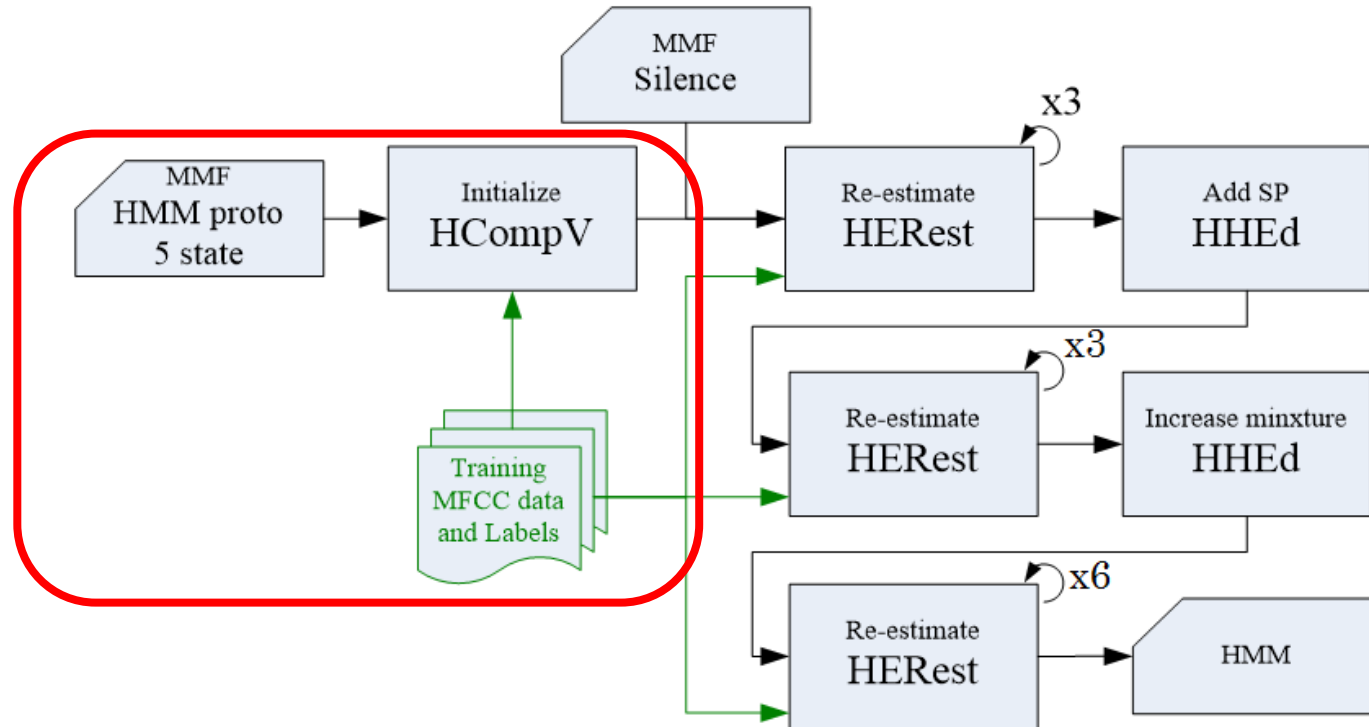 MMF
Silence
x3
MMF
HMM proto
5 state
Initialize
HCompV
Re-estimate
HERest
Add SP
HHEd
x3
Training
MFCC data
and Labels
Re-estimate
HERest
Increase minxture
HHEd
x6
Re-estimate
HERest
HMM